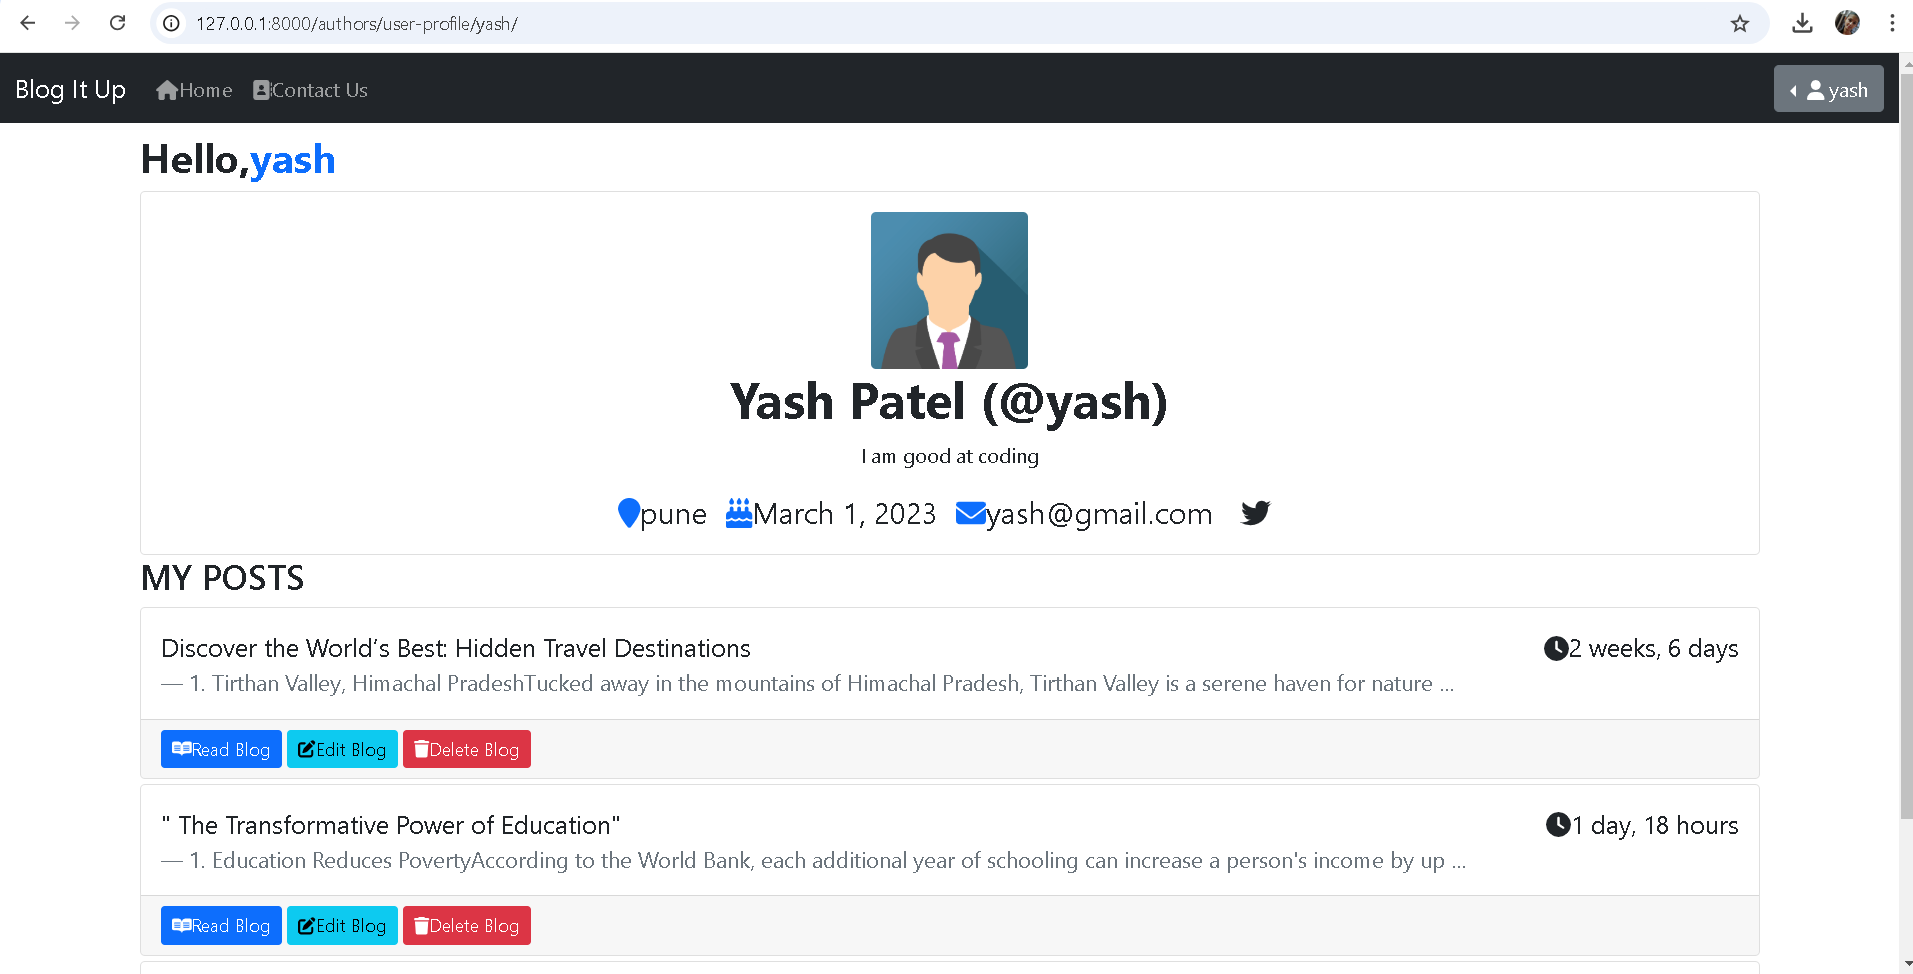 127.0.0.1:8000/authors/user-profile/yash/
Blog It Up Home Contact Us yash
Hello,yash
Yash Patel (@yash)
I am good at coding
pune March 1, 2023 yash@gmail.com
MY POSTS
Discover the World’s Best: Hidden Travel Destinations 2 weeks, 6 days
— 1. Tirthan Valley, Himachal PradeshTucked away in the mountains of Himachal Pradesh, Tirthan Valley is a serene haven for nature ...
Read Blog Edit Blog Delete Blog
" The Transformative Power of Education" 1 day, 18 hours
— 1. Education Reduces PovertyAccording to the World Bank, each additional year of schooling can increase a person's income by up ...
Read Blog Edit Blog Delete Blog